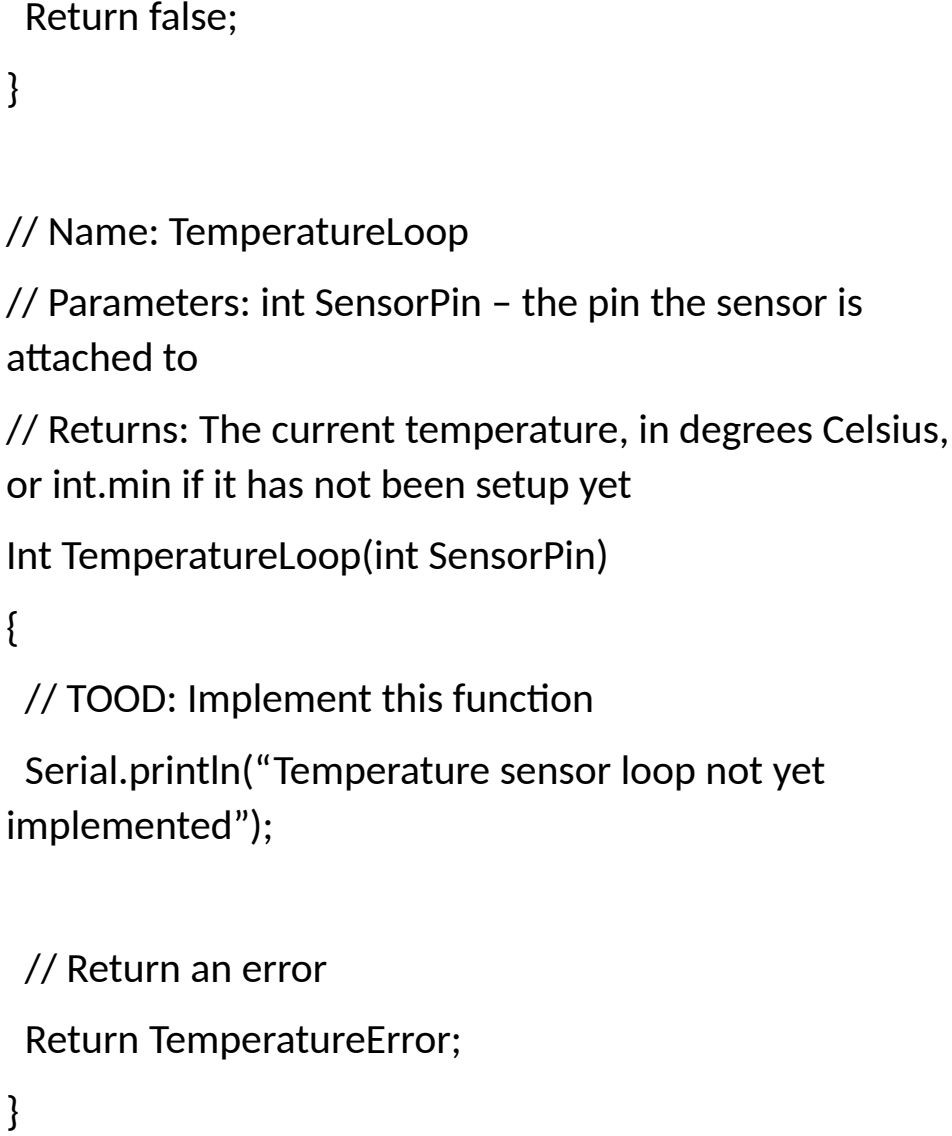 Return false;
}
// Name: TemperatureLoop
// Parameters: int SensorPin – the pin the sensor is
attached to
// Returns: The current temperature, in degrees Celsius,
or int.min if it has not been setup yet
Int TemperatureLoop(int SensorPin)
{
// TOOD: Implement this function
Serial.println(“Temperature sensor loop not yet
implemented”);
// Return an error
Return TemperatureError;
}